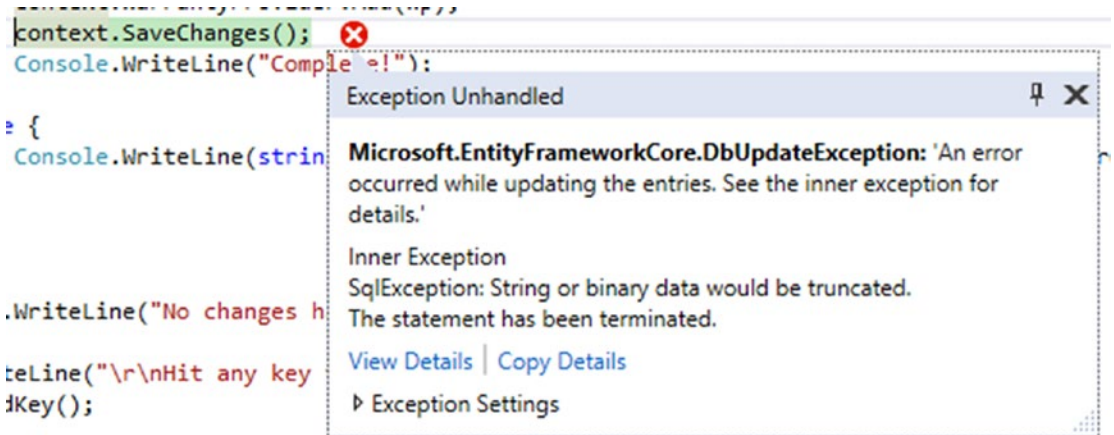 context.SaveChanges();
Console.WriteLine("Comple e!");
Exception Unhandled
e {
Console.WriteLine(strin
Microsoft.EntityFrameworkCore.DbUpdateException: 'An error
occurred while updating the entries. See the inner exception for
details.'
Inner Exception
SqlException: String or binary data would be truncated.
.WriteLine("No changes h
The statement has been terminated.
teLine("\r\nHit any key
View Details | Copy Details
dKey();
Exception Settings